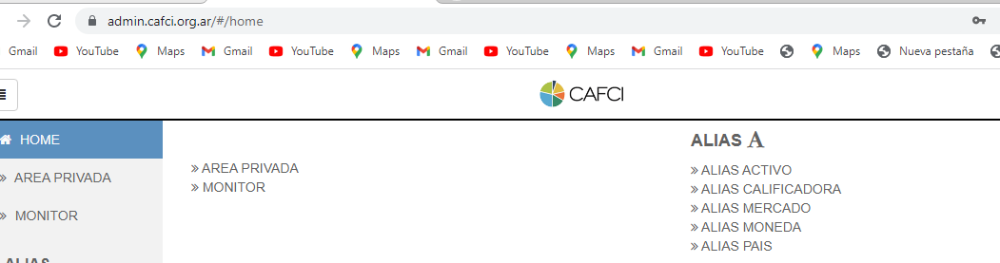 admin.cafci.org.ar/#/home
Gmail YouTube Maps Gmail YouTube Maps Gmail YouTube Maps Gmail YouTube Maps Nueva pestaña
CAFCI
HOME
AREA PRIVADA
MONITOR
ALIAS
» AREA PRIVADA
» MONITOR
ALIAS A
» ALIAS ACTIVO
» ALIAS CALIFICADORA
» ALIAS MERCADO
» ALIAS MONEDA
» ALIAS PAIS